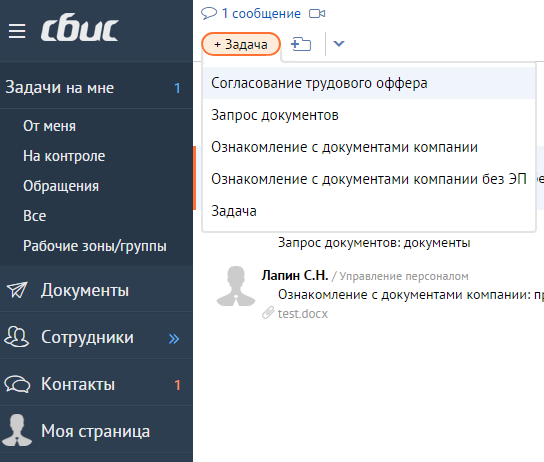 сбис
Задачи на мне 1
От меня
На контроле
Обращения
Все
Рабочие зоны/группы
Документы
Сотрудники »
Контакты 1
Моя страница
1 сообщение
+ Задача
Согласование трудового оффера
Запрос документов
Ознакомление с документами компании
Ознакомление с документами компании без ЭП
Задача
Запрос документов: документы
Лапин С.Н. / Управление персоналом
Ознакомление с документами компании: п
test.docx